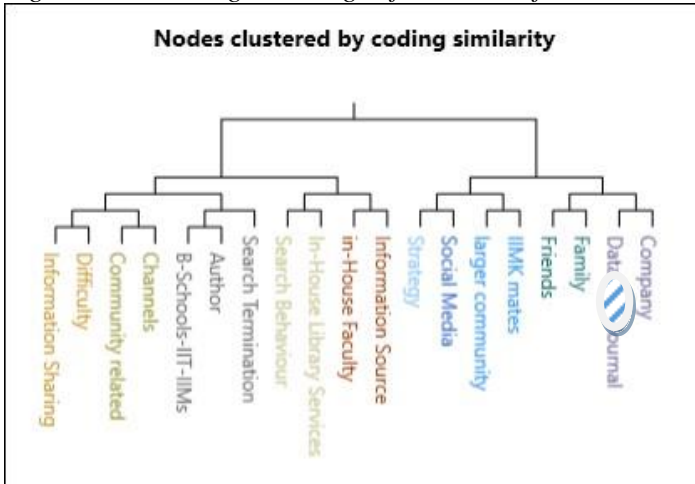 Nodes clustered by coding similarity
Information Sharing
Difficulty
Community related
Channels
B-Schools-IIT-IIMs
Author
Search Termination
Search Behaviour
In-House Library Services
in-House Faculty
Information Source
Strategy
Social Media
larger community
IIMK mates
Friends
Family
Company